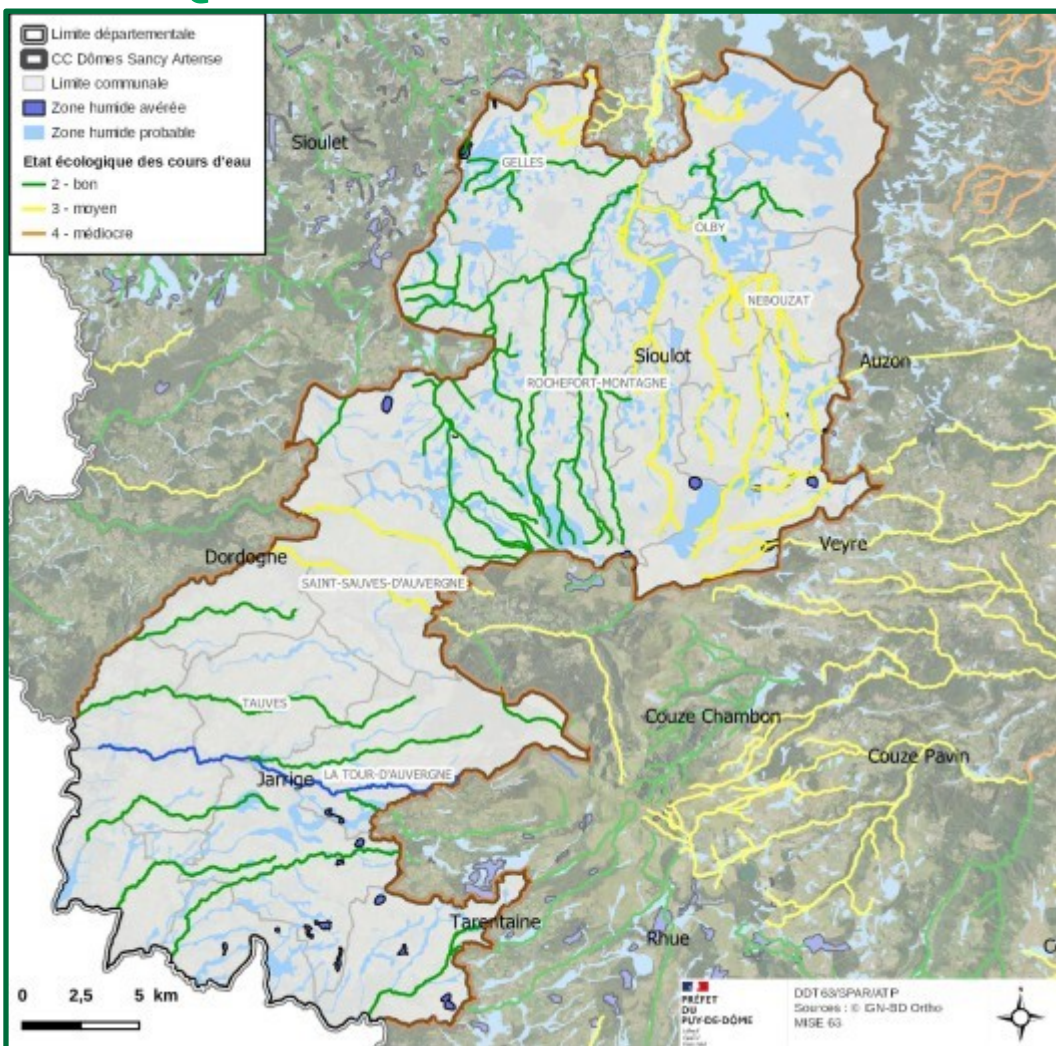 Limite départementale
CC Dômes Sancy Artense
Limite communale
Zone humide avérée
Zone humide probable
Etat écologique des cours d'eau
2 - bon
3 - moyen
4 - médiocre
Sioulet
GELLES
OLBY
NEBOUZAT
Sioulot
Auzon
ROCHEFORT-MONTAGNE
Veyre
Dordogne
SAINT-SAUVES-D'AUVERGNE
TAUVES
Couze Chambon
Couze Pavin
Jarrige
LA TOUR-D'AUVERGNE
Tarentaine
Rhue
0 2,5 5 km
PRÉFET
DU
PUY-DE-DÔME
DDT63/SPAR/ATP
Sources : © IGN-BD Ortho
MISE 63